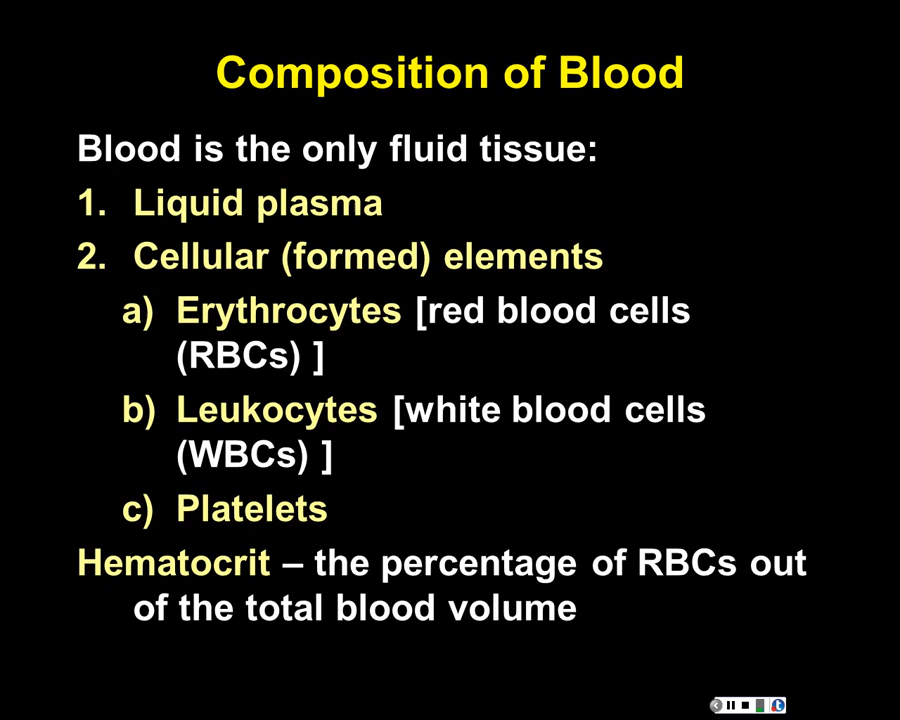 Composition of Blood
Blood is the only fluid tissue:
1. Liquid plasma
2. Cellular (formed) elements
a) Erythrocytes [red blood cells
(RBCs) ]
b) Leukocytes [white blood cells
(WBCs) ]
c) Platelets
Hematocrit – the percentage of RBCs out
of the total blood volume